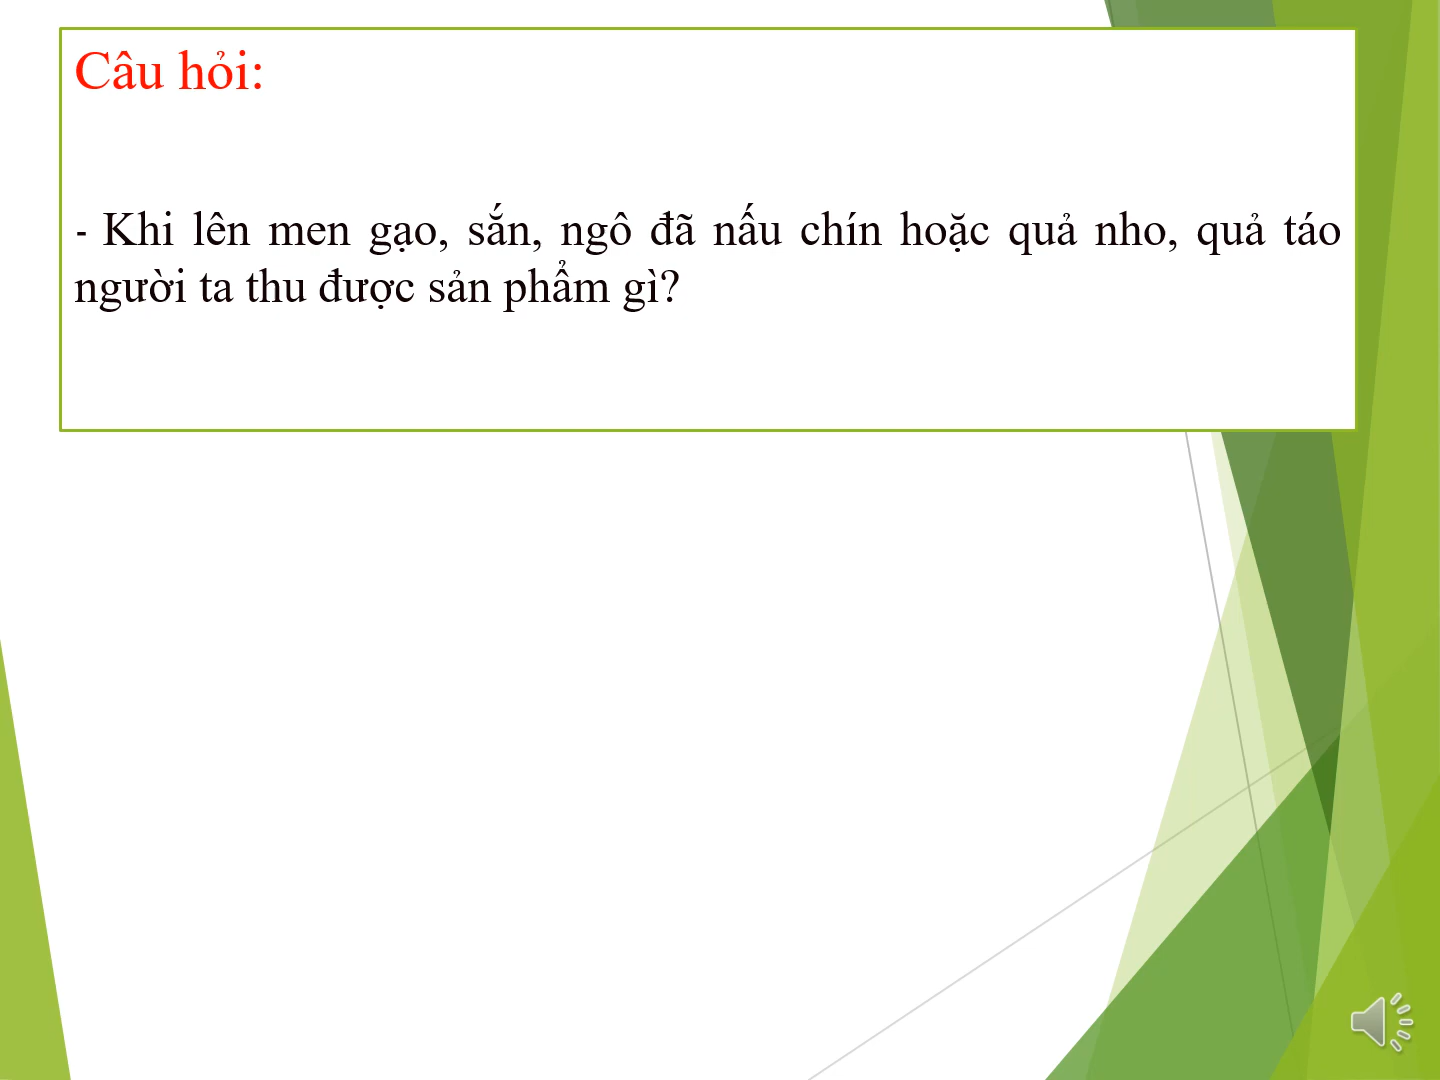 Câu hỏi:
- Khi lên men gạo, sắn, ngô đã nấu chín hoặc quả nho, quả táo
người ta thu được sản phẩm gì?